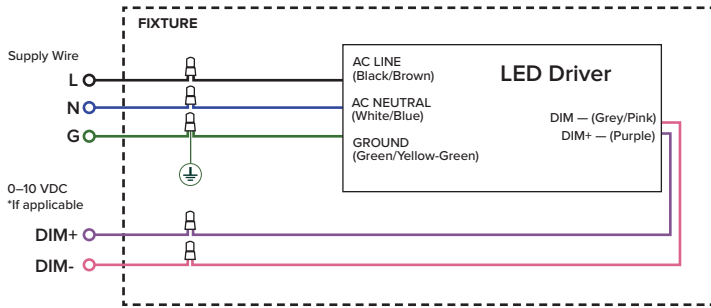 FIXTURE
Supply Wire
L
N
G
AC LINE
(Black/Brown)
AC NEUTRAL
(White/Blue)
GROUND
(Green/Yellow-Green)
LED Driver
DIM — (Grey/Pink)
DIM+ — (Purple)
0–10 VDC
*If applicable
DIM+
DIM-